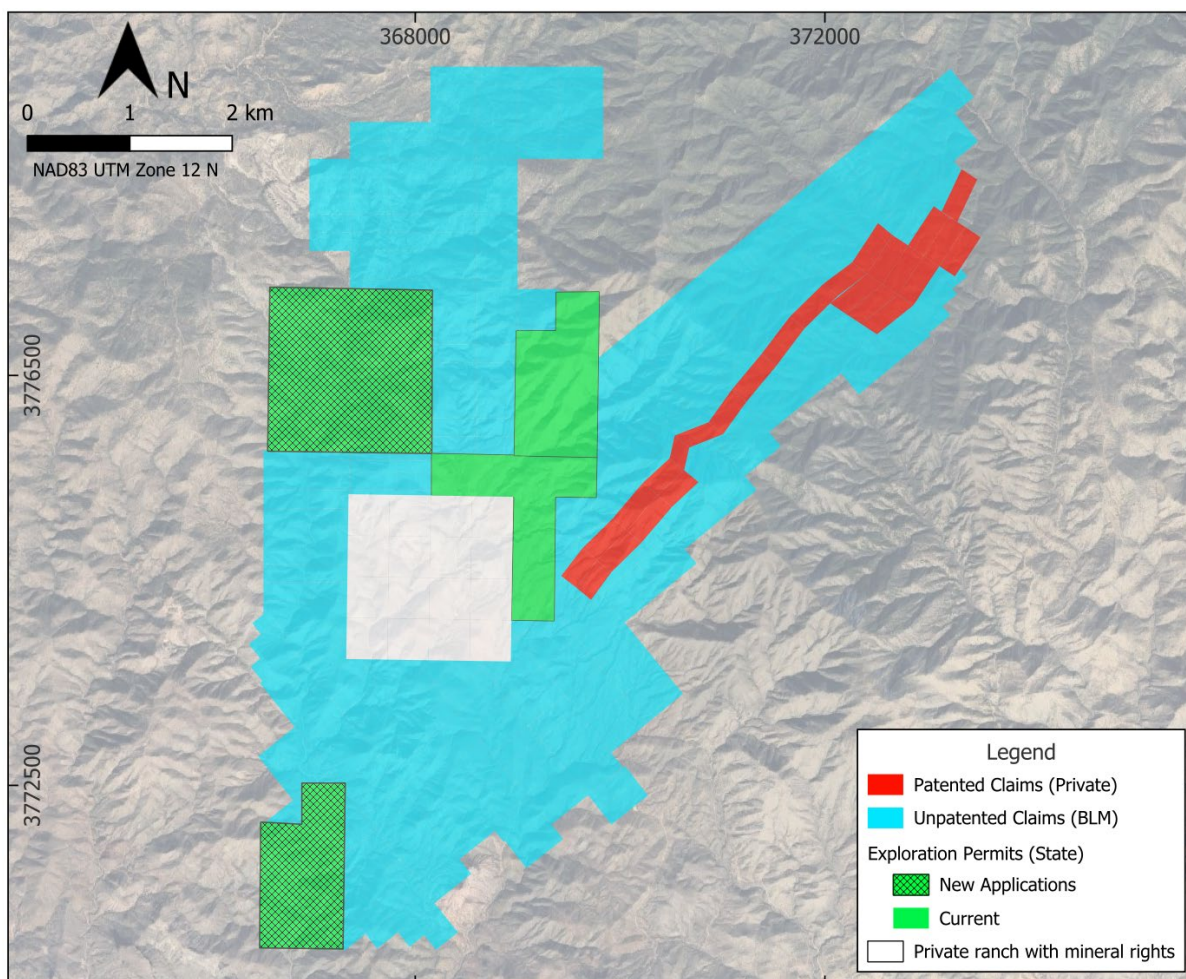 368000
372000
N
0 1 2 km
NAD83 UTM Zone 12 N
3776500
3772500
Legend
Patented Claims (Private)
Unpatented Claims (BLM)
Exploration Permits (State)
New Applications
Current
Private ranch with mineral rights